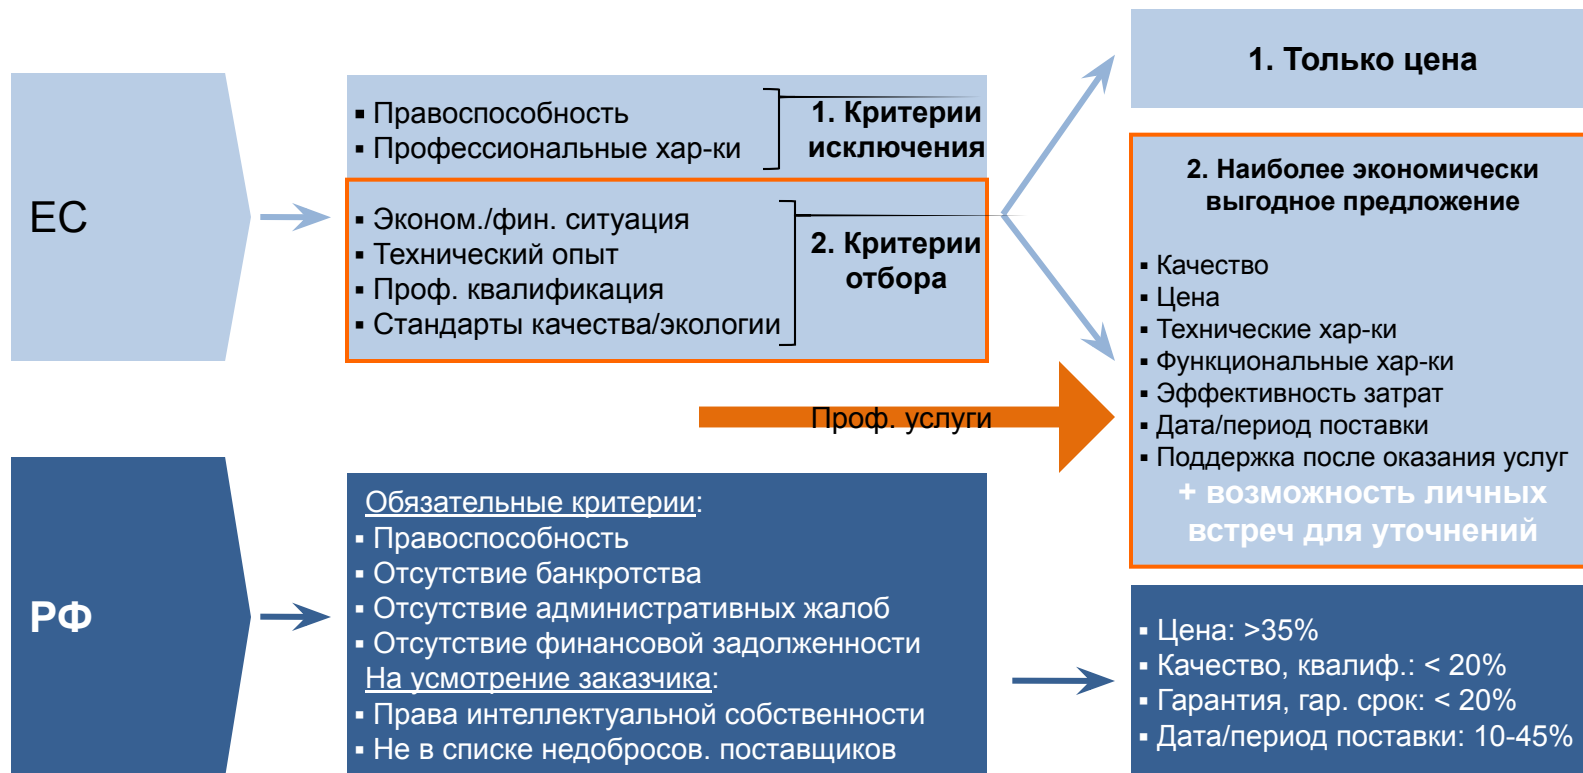 ЕС
▪ Правоспособность
▪ Профессиональные хар-ки
1. Критерии
исключения
▪ Эконом./фин. ситуация
▪ Технический опыт
▪ Проф. квалификация
▪ Стандарты качества/экологии
2. Критерии
отбора
1. Только цена
2. Наиболее экономически
выгодное предложение
▪ Качество
▪ Цена
▪ Технические хар-ки
▪ Функциональные хар-ки
▪ Эффективность затрат
▪ Дата/период поставки
▪ Поддержка после оказания услуг
+ возможность личных
встреч для уточнений
Проф. услуги
РФ
Обязательные критерии:
▪ Правоспособность
▪ Отсутствие банкротства
▪ Отсутствие административных жалоб
▪ Отсутствие финансовой задолженности
На усмотрение заказчика:
▪ Права интеллектуальной собственности
▪ Не в списке недобросов. поставщиков
▪ Цена: >35%
▪ Качество, квалиф.: < 20%
▪ Гарантия, гар. срок: < 20%
▪ Дата/период поставки: 10-45%